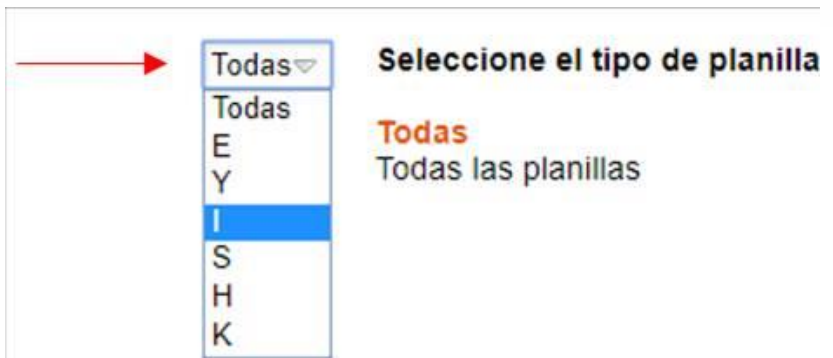 Todas
Todas
E
Y
I
S
H
K
Seleccione el tipo de planilla
Todas
Todas las planillas